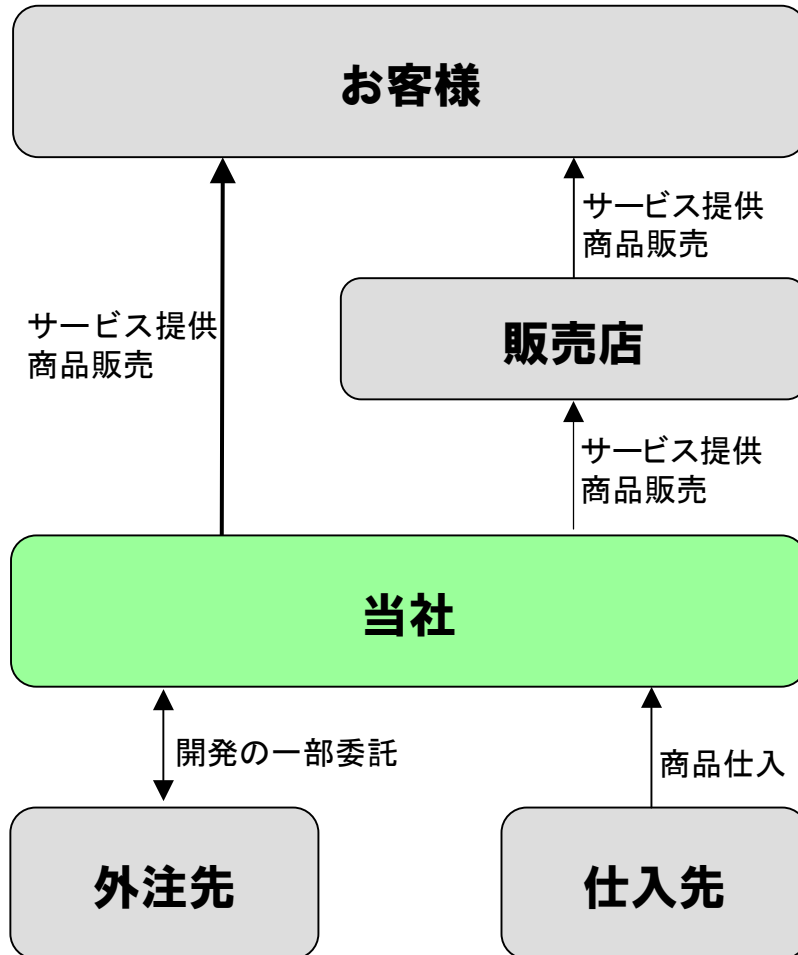 お客様
サービス提供
商品販売
サービス提供
商品販売
販売店
サービス提供
商品販売
当社
開発の一部委託
商品仕入
外注先
仕入先